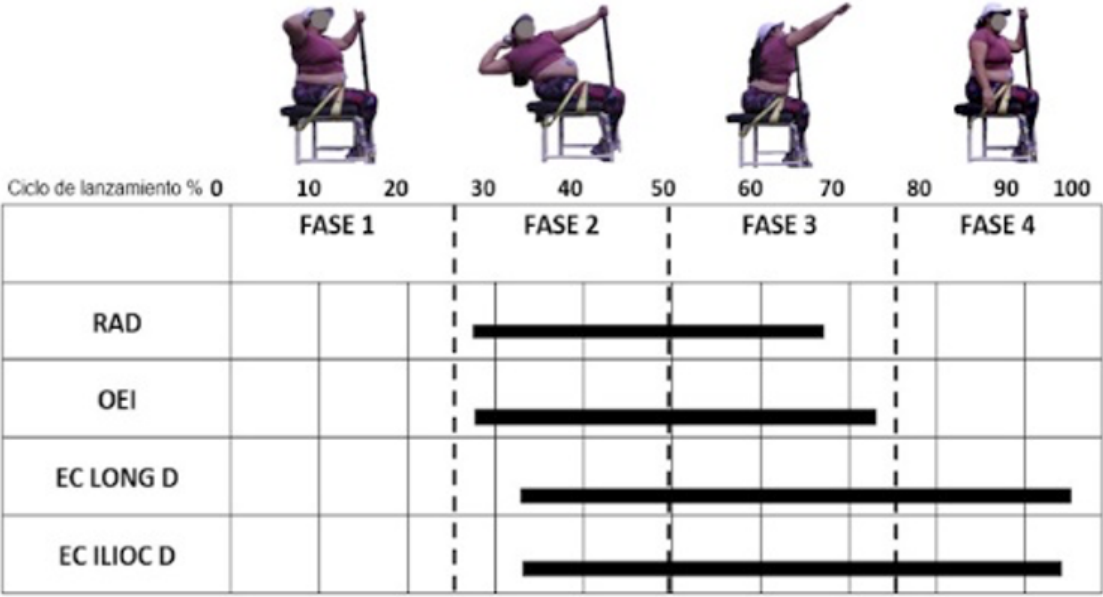 Ciclo de lanzamiento % 0 10 20 30 40 50 60 70 80 90 100
FASE 1 FASE 2 FASE 3 FASE 4
RAD
OEI
EC LONG D
EC ILIOC D